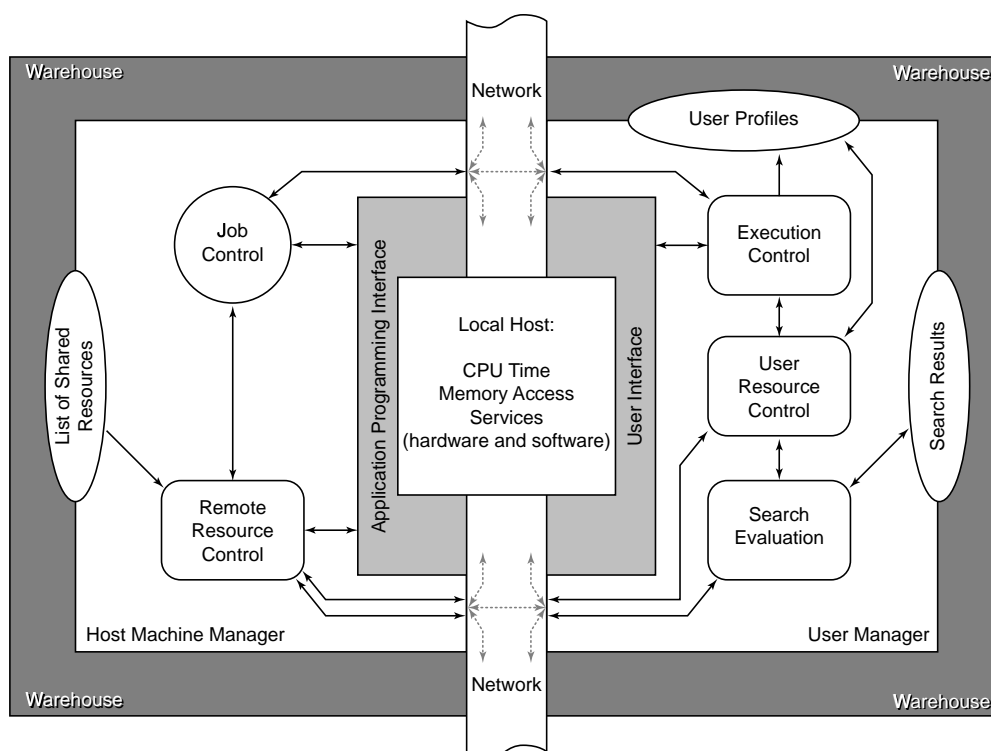 Warehouse
Warehouse
Network
User Profiles
Job
Control
Execution
Control
Application Programming Interface
User Interface
Local Host:
CPU Time
Memory Access
Services
(hardware and software)
List of Shared
Resources
User
Resource
Control
Search Results
Remote
Resource
Control
Search
Evaluation
Host Machine Manager
User Manager
Network
Warehouse
Warehouse